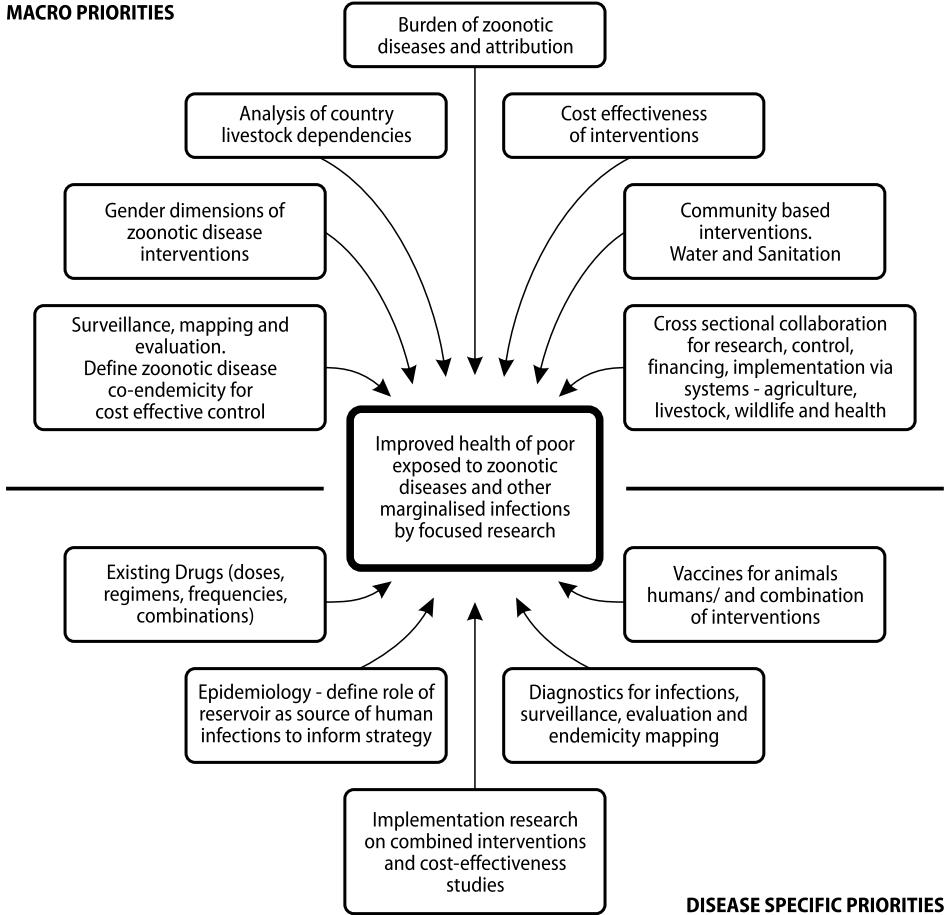 MACRO PRIORITIES
Burden of zoonotic
diseases and attribution
Analysis of country
livestock dependencies
Cost effectiveness
of interventions
Gender dimensions of
zoonotic disease
interventions
Community based
interventions.
Water and Sanitation
Surveillance, mapping and
evaluation.
Define zoonotic disease
co-endemicity for
cost effective control
Cross sectional collaboration
for research, control,
financing, implementation via
systems - agriculture,
livestock, wildlife and health
Improved health of poor
exposed to zoonotic
diseases and other
marginalised infections
by focused research
Existing Drugs (doses,
regimens, frequencies,
combinations)
Vaccines for animals
humans/ and combination
of interventions
Epidemiology - define role of
reservoir as source of human
infections to inform strategy
Diagnostics for infections,
surveillance, evaluation and
endemicity mapping
Implementation research
on combined interventions
and cost-effectiveness
studies
DISEASE SPECIFIC PRIORITIES